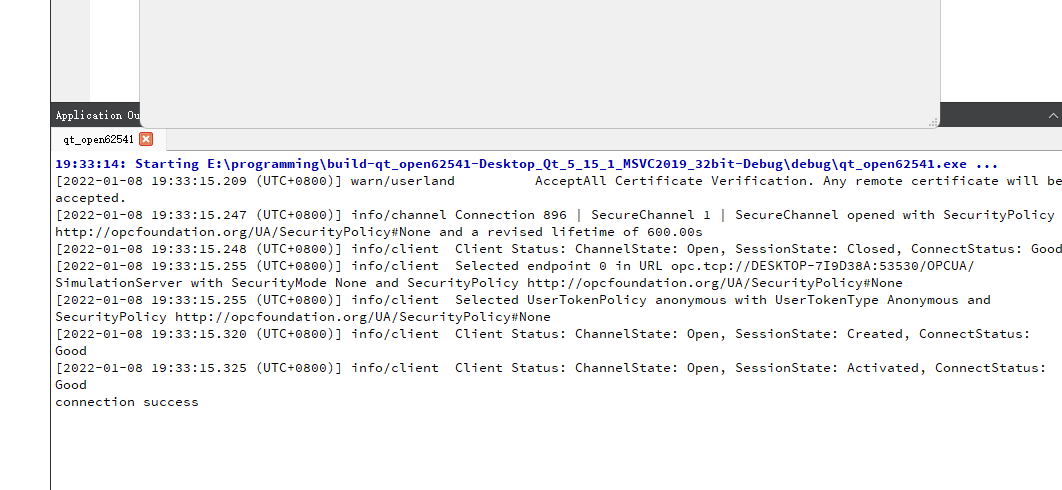 Application Ou
qt_open62541
19:33:14: Starting E:\programming\build-qt_open62541-Desktop_Qt_5_15_1_MSVC2019_32bit-Debug\debug\qt_open62541.exe ...
[2022-01-08 19:33:15.209 (UTC+0800)] warn/userland          AcceptAll Certificate Verification. Any remote certificate will be
accepted.
[2022-01-08 19:33:15.247 (UTC+0800)] info/channel Connection 896 | SecureChannel 1 | SecureChannel opened with SecurityPolicy
http://opcfoundation.org/UA/SecurityPolicy#None and a revised lifetime of 600.00s
[2022-01-08 19:33:15.248 (UTC+0800)] info/client  Client Status: ChannelState: Open, SessionState: Closed, ConnectStatus: Good
[2022-01-08 19:33:15.255 (UTC+0800)] info/client  Selected endpoint 0 in URL opc.tcp://DESKTOP-7I9D38A:53530/OPCUA/
SimulationServer with SecurityMode None and SecurityPolicy http://opcfoundation.org/UA/SecurityPolicy#None
[2022-01-08 19:33:15.255 (UTC+0800)] info/client  Selected UserTokenPolicy anonymous with UserTokenType Anonymous and
SecurityPolicy http://opcfoundation.org/UA/SecurityPolicy#None
[2022-01-08 19:33:15.320 (UTC+0800)] info/client  Client Status: ChannelState: Open, SessionState: Created, ConnectStatus:
Good
[2022-01-08 19:33:15.325 (UTC+0800)] info/client  Client Status: ChannelState: Open, SessionState: Activated, ConnectStatus:
Good
connection success